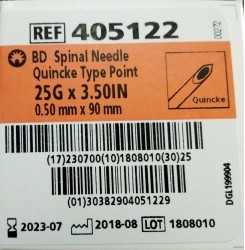 REF 405122
00272
BD Spinal Needle
Quincke Type Point
25G x 3.50IN
0.50 mm x 90 mm
Quincke
(17)230700(10)1808010(30)25
(01)30382904051229
DGL199904
2023-07 2018-08 LOT 1808010